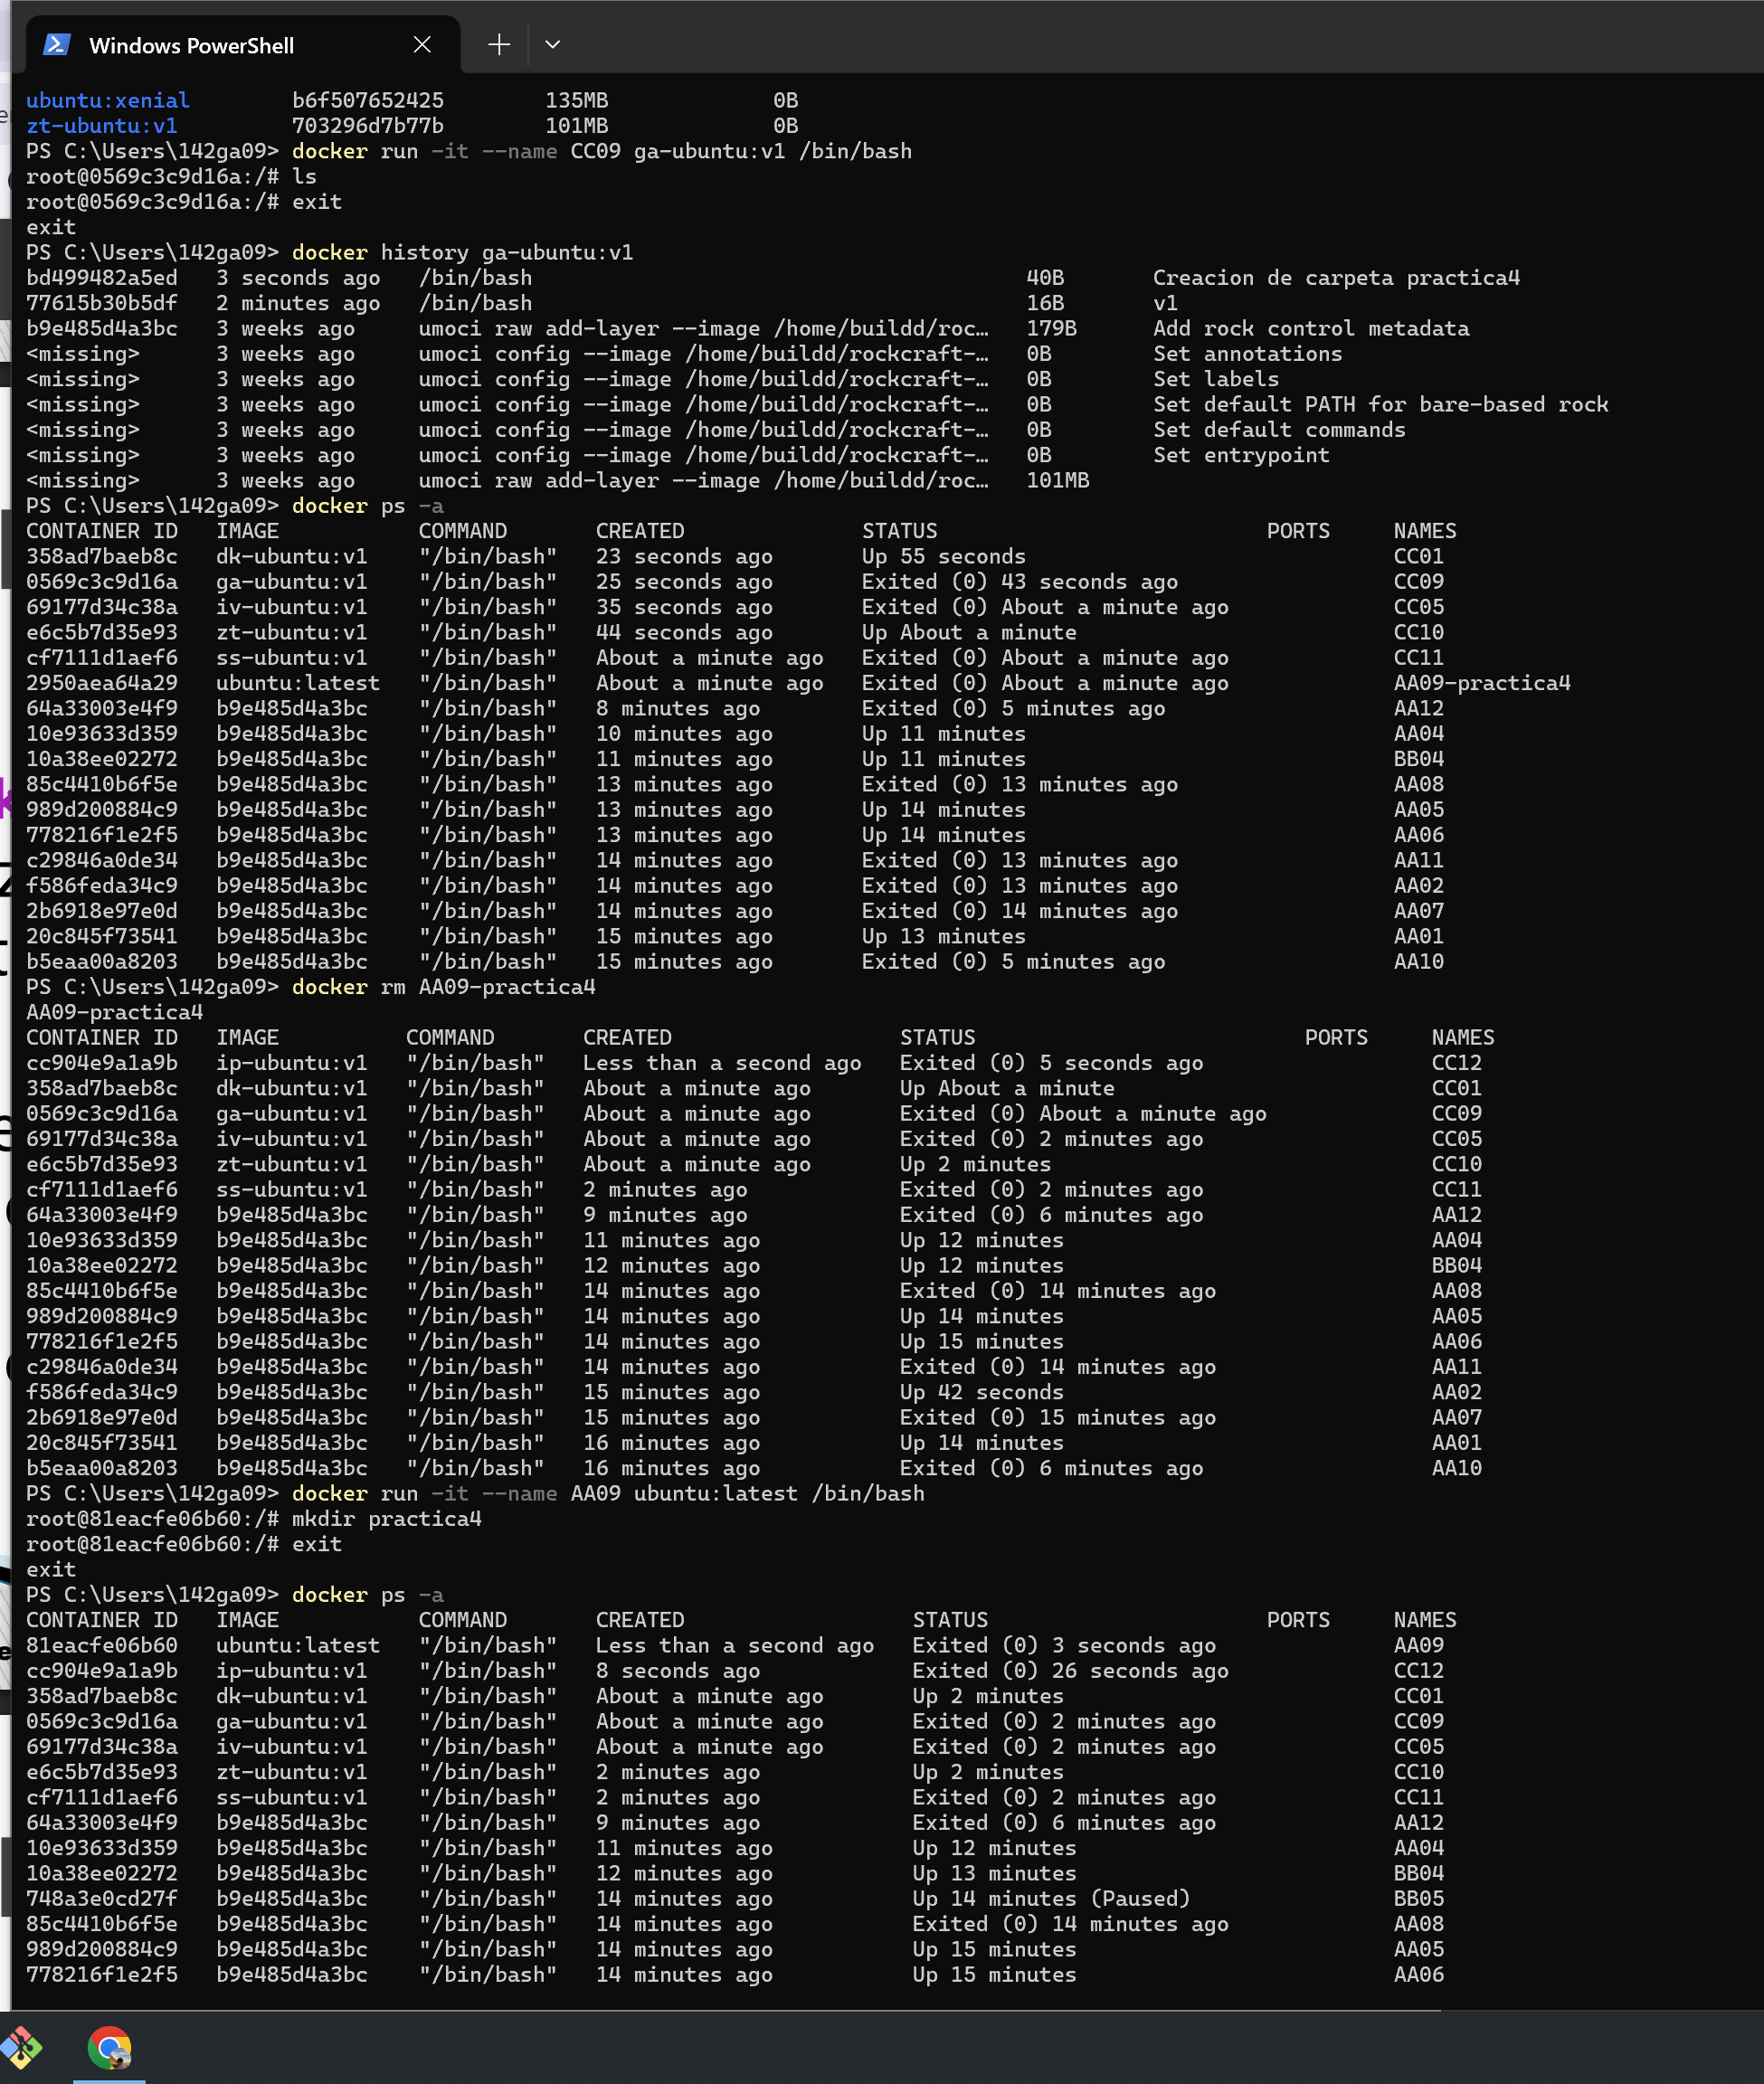 Windows PowerShell
ubuntu:xenial b6f507652425 135MB 0B
zt-ubuntu:v1 703296d7b77b 101MB 0B
PS C:\Users\142ga09> docker run -it --name CC09 ga-ubuntu:v1 /bin/bash
root@0569c3c9d16a:/# ls
root@0569c3c9d16a:/# exit
exit
PS C:\Users\142ga09> docker history ga-ubuntu:v1
bd499482a5ed 3 seconds ago /bin/bash 40B Creacion de carpeta practica4
77615b30b5df 2 minutes ago /bin/bash 16B v1
b9e485d4a3bc 3 weeks ago umoci raw add-layer --image /home/buildd/roc… 179B Add rock control metadata
<missing> 3 weeks ago umoci config --image /home/buildd/rockcraft-… 0B Set annotations
<missing> 3 weeks ago umoci config --image /home/buildd/rockcraft-… 0B Set labels
<missing> 3 weeks ago umoci config --image /home/buildd/rockcraft-… 0B Set default PATH for bare-based rock
<missing> 3 weeks ago umoci config --image /home/buildd/rockcraft-… 0B Set default commands
<missing> 3 weeks ago umoci config --image /home/buildd/rockcraft-… 0B Set entrypoint
<missing> 3 weeks ago umoci raw add-layer --image /home/buildd/roc… 101MB
PS C:\Users\142ga09> docker ps -a
CONTAINER ID IMAGE COMMAND CREATED STATUS PORTS NAMES
358ad7baeb8c dk-ubuntu:v1 "/bin/bash" 23 seconds ago Up 55 seconds CC01
0569c3c9d16a ga-ubuntu:v1 "/bin/bash" 25 seconds ago Exited (0) 43 seconds ago CC09
69177d34c38a iv-ubuntu:v1 "/bin/bash" 35 seconds ago Exited (0) About a minute ago CC05
e6c5b7d35e93 zt-ubuntu:v1 "/bin/bash" 44 seconds ago Up About a minute CC10
cf7111d1aef6 ss-ubuntu:v1 "/bin/bash" About a minute ago Exited (0) About a minute ago CC11
2950aea64a29 ubuntu:latest "/bin/bash" About a minute ago Exited (0) About a minute ago AA09-practica4
64a33003e4f9 b9e485d4a3bc "/bin/bash" 8 minutes ago Exited (0) 5 minutes ago AA12
10e93633d359 b9e485d4a3bc "/bin/bash" 10 minutes ago Up 11 minutes AA04
10a38ee02272 b9e485d4a3bc "/bin/bash" 11 minutes ago Up 11 minutes BB04
85c4410b6f5e b9e485d4a3bc "/bin/bash" 13 minutes ago Exited (0) 13 minutes ago AA08
989d200884c9 b9e485d4a3bc "/bin/bash" 13 minutes ago Up 14 minutes AA05
778216f1e2f5 b9e485d4a3bc "/bin/bash" 13 minutes ago Up 14 minutes AA06
c29846a0de34 b9e485d4a3bc "/bin/bash" 14 minutes ago Exited (0) 13 minutes ago AA11
f586feda34c9 b9e485d4a3bc "/bin/bash" 14 minutes ago Exited (0) 13 minutes ago AA02
2b6918e97e0d b9e485d4a3bc "/bin/bash" 14 minutes ago Exited (0) 14 minutes ago AA07
20c845f73541 b9e485d4a3bc "/bin/bash" 15 minutes ago Up 13 minutes AA01
b5eaa00a8203 b9e485d4a3bc "/bin/bash" 15 minutes ago Exited (0) 5 minutes ago AA10
PS C:\Users\142ga09> docker rm AA09-practica4
AA09-practica4
CONTAINER ID IMAGE COMMAND CREATED STATUS PORTS NAMES
cc904e9a1a9b ip-ubuntu:v1 "/bin/bash" Less than a second ago Exited (0) 5 seconds ago CC12
358ad7baeb8c dk-ubuntu:v1 "/bin/bash" About a minute ago Up About a minute CC01
0569c3c9d16a ga-ubuntu:v1 "/bin/bash" About a minute ago Exited (0) About a minute ago CC09
69177d34c38a iv-ubuntu:v1 "/bin/bash" About a minute ago Exited (0) 2 minutes ago CC05
e6c5b7d35e93 zt-ubuntu:v1 "/bin/bash" About a minute ago Up 2 minutes CC10
cf7111d1aef6 ss-ubuntu:v1 "/bin/bash" 2 minutes ago Exited (0) 2 minutes ago CC11
64a33003e4f9 b9e485d4a3bc "/bin/bash" 9 minutes ago Exited (0) 6 minutes ago AA12
10e93633d359 b9e485d4a3bc "/bin/bash" 11 minutes ago Up 12 minutes AA04
10a38ee02272 b9e485d4a3bc "/bin/bash" 12 minutes ago Up 12 minutes BB04
85c4410b6f5e b9e485d4a3bc "/bin/bash" 14 minutes ago Exited (0) 14 minutes ago AA08
989d200884c9 b9e485d4a3bc "/bin/bash" 14 minutes ago Up 14 minutes AA05
778216f1e2f5 b9e485d4a3bc "/bin/bash" 14 minutes ago Up 15 minutes AA06
c29846a0de34 b9e485d4a3bc "/bin/bash" 14 minutes ago Exited (0) 14 minutes ago AA11
f586feda34c9 b9e485d4a3bc "/bin/bash" 15 minutes ago Up 42 seconds AA02
2b6918e97e0d b9e485d4a3bc "/bin/bash" 15 minutes ago Exited (0) 15 minutes ago AA07
20c845f73541 b9e485d4a3bc "/bin/bash" 16 minutes ago Up 14 minutes AA01
b5eaa00a8203 b9e485d4a3bc "/bin/bash" 16 minutes ago Exited (0) 6 minutes ago AA10
PS C:\Users\142ga09> docker run -it --name AA09 ubuntu:latest /bin/bash
root@81eacfe06b60:/# mkdir practica4
root@81eacfe06b60:/# exit
exit
PS C:\Users\142ga09> docker ps -a
CONTAINER ID IMAGE COMMAND CREATED STATUS PORTS NAMES
81eacfe06b60 ubuntu:latest "/bin/bash" Less than a second ago Exited (0) 3 seconds ago AA09
cc904e9a1a9b ip-ubuntu:v1 "/bin/bash" 8 seconds ago Exited (0) 26 seconds ago CC12
358ad7baeb8c dk-ubuntu:v1 "/bin/bash" About a minute ago Up 2 minutes CC01
0569c3c9d16a ga-ubuntu:v1 "/bin/bash" About a minute ago Exited (0) 2 minutes ago CC09
69177d34c38a iv-ubuntu:v1 "/bin/bash" About a minute ago Exited (0) 2 minutes ago CC05
e6c5b7d35e93 zt-ubuntu:v1 "/bin/bash" 2 minutes ago Up 2 minutes CC10
cf7111d1aef6 ss-ubuntu:v1 "/bin/bash" 2 minutes ago Exited (0) 2 minutes ago CC11
64a33003e4f9 b9e485d4a3bc "/bin/bash" 9 minutes ago Exited (0) 6 minutes ago AA12
10e93633d359 b9e485d4a3bc "/bin/bash" 11 minutes ago Up 12 minutes AA04
10a38ee02272 b9e485d4a3bc "/bin/bash" 12 minutes ago Up 13 minutes BB04
748a3e0cd27f b9e485d4a3bc "/bin/bash" 14 minutes ago Up 14 minutes (Paused) BB05
85c4410b6f5e b9e485d4a3bc "/bin/bash" 14 minutes ago Exited (0) 14 minutes ago AA08
989d200884c9 b9e485d4a3bc "/bin/bash" 14 minutes ago Up 15 minutes AA05
778216f1e2f5 b9e485d4a3bc "/bin/bash" 14 minutes ago Up 15 minutes AA06